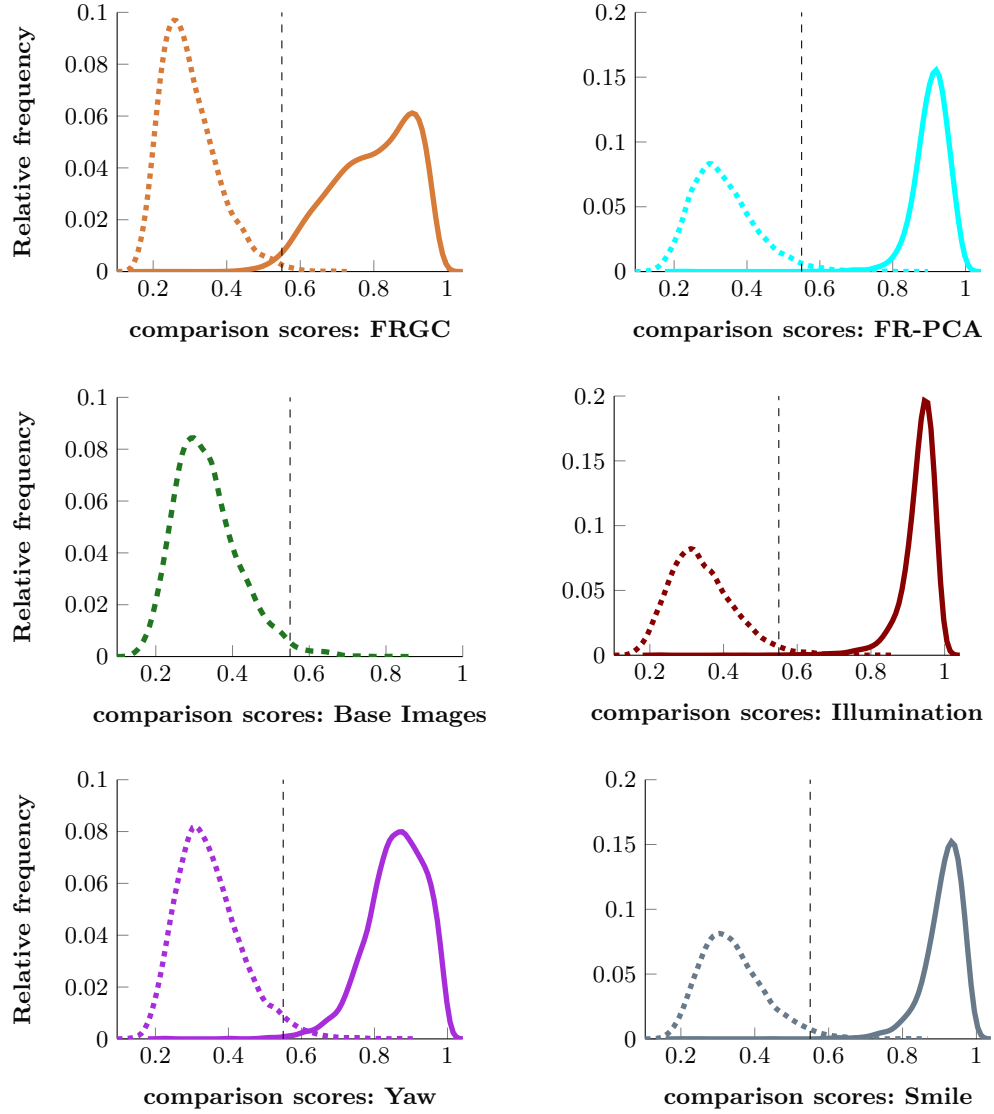 Relative frequency
0.1
0.08
0.06
0.04
0.02
0
0.2 0.4 0.6 0.8 1
comparison scores: FRGC
0.2
0.15
0.1
0.05
0
0.2 0.4 0.6 0.8 1
comparison scores: FR-PCA
Relative frequency
0.1
0.08
0.06
0.04
0.02
0
0.2 0.4 0.6 0.8 1
comparison scores: Base Images
0.2
0.15
0.1
0.05
0
0.2 0.4 0.6 0.8 1
comparison scores: Illumination
Relative frequency
0.1
0.08
0.06
0.04
0.02
0
0.2 0.4 0.6 0.8 1
comparison scores: Yaw
0.2
0.15
0.1
0.05
0
0.2 0.4 0.6 0.8 1
comparison scores: Smile